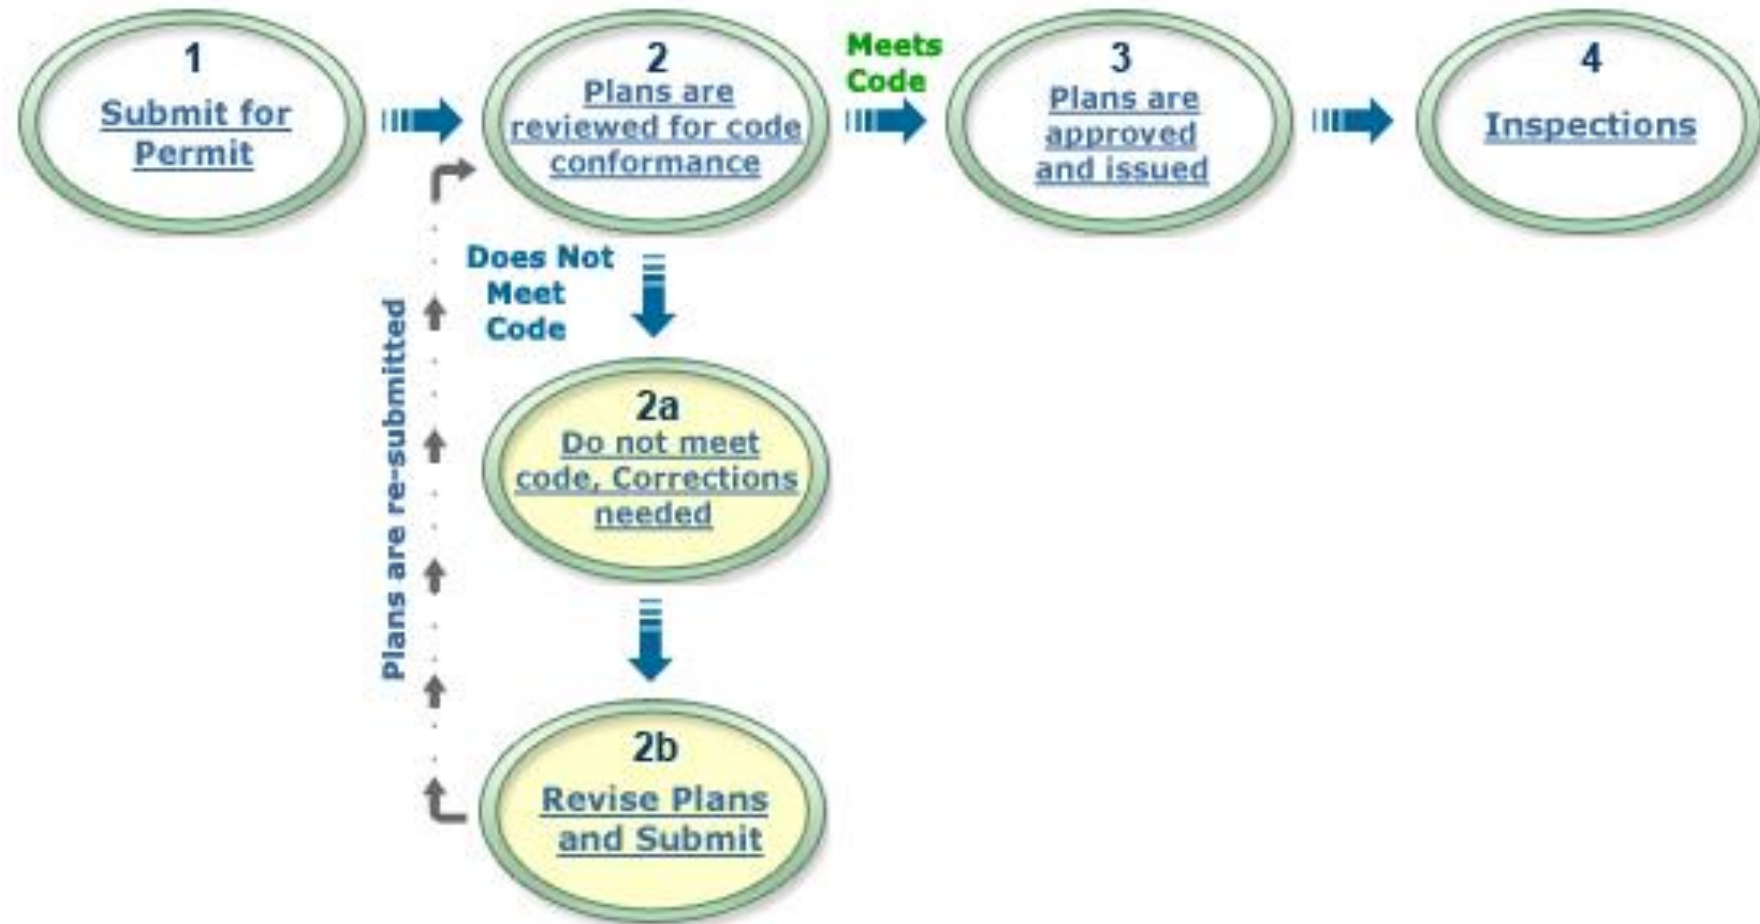 1
Submit for
Permit
2
Plans are
reviewed for code
conformance
Meets
Code
3
Plans are
approved
and issued
4
Inspections
Does Not
Meet
Code
2a
Do not meet
code, Corrections
needed
2b
Revise Plans
and Submit
Plans are re-submitted